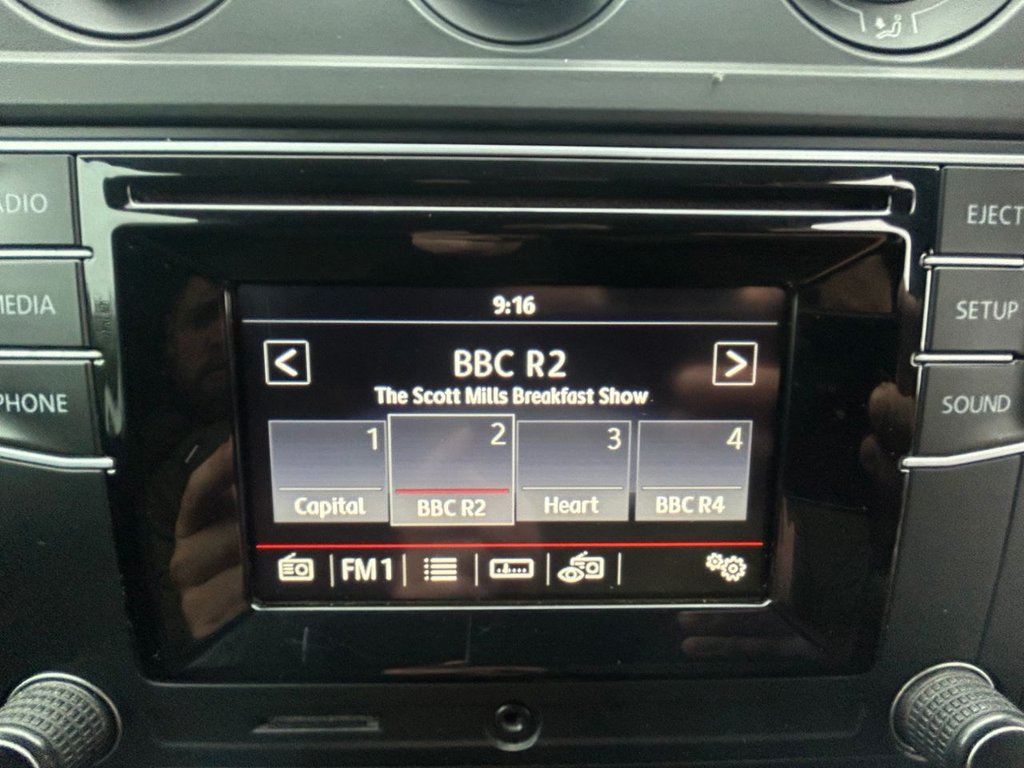 ADIO
EJECT
MEDIA
SETUP
PHONE
SOUND
9:16
< BBC R2 >
The Scott Mills Breakfast Show
1 2 3 4
Capital BBC R2 Heart BBC R4
FM1